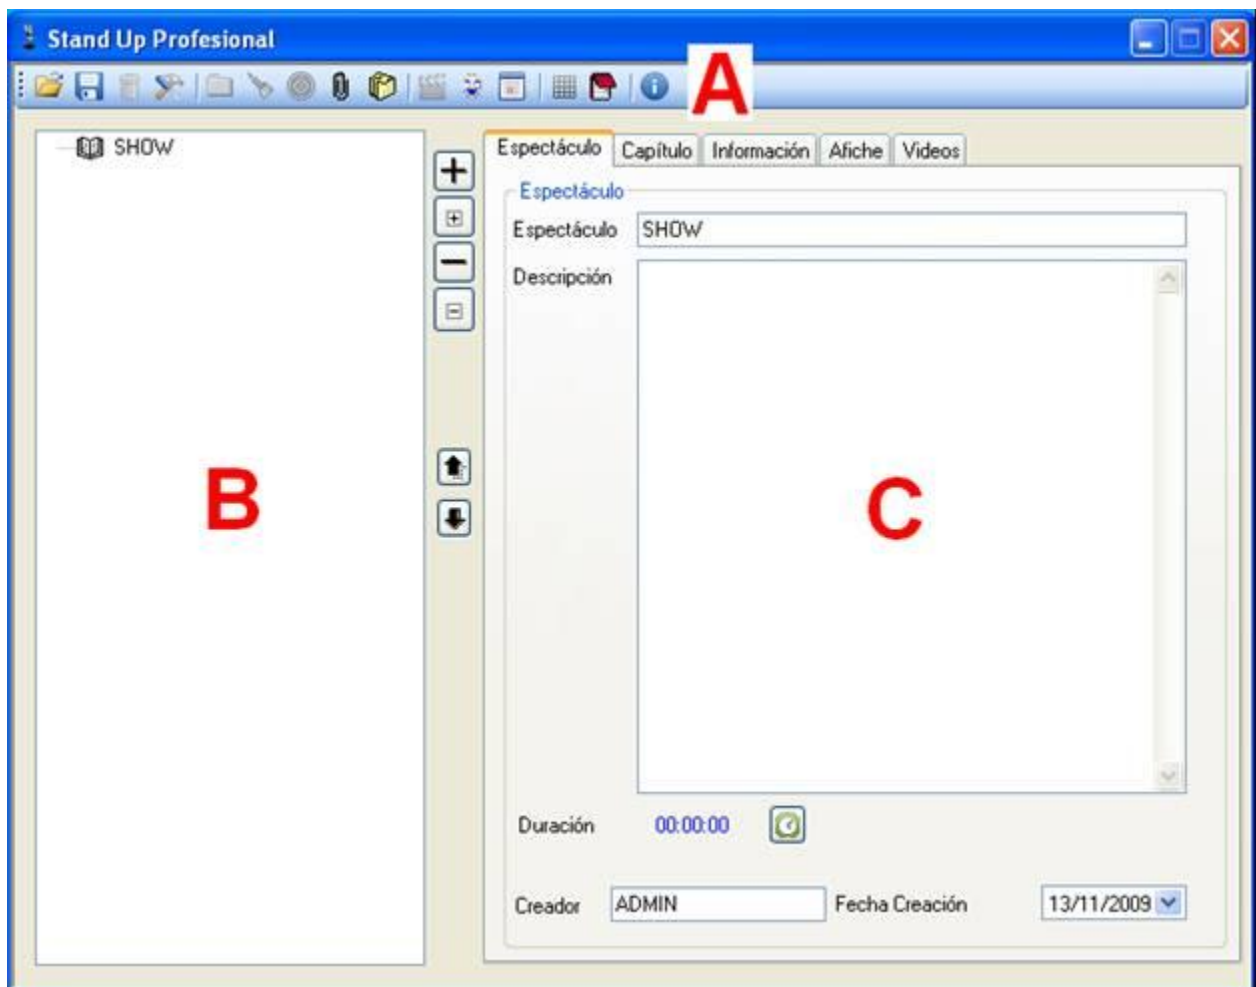 Stand Up Profesional
A
SHOW
Espectáculo Capítulo Información Afiche Videos
Espectáculo
Espectáculo SHOW
Descripción
B
C
Duración 00:00:00
Creador ADMIN Fecha Creación 13/11/2009